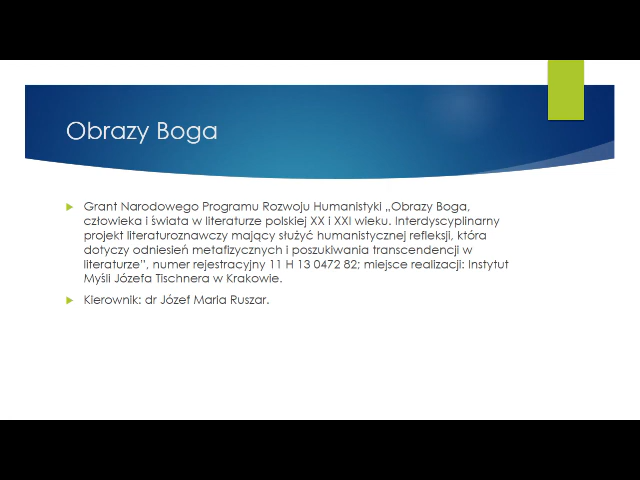 Obrazy Boga
Grant Narodowego Programu Rozwoju Humanistyki „Obrazy Boga,
człowieka i świata w literaturze polskiej XX i XXI wieku. Interdyscyplinarny
projekt literaturoznawczy mający służyć humanistycznej refleksji, która
dotyczy odniesień metafizycznych i poszukiwania transcendencji w
literaturze”, numer rejestracyjny 11 H 13 0472 82; miejsce realizacji: Instytut
Myśli Józefa Tischnera w Krakowie.
Kierownik: dr Józef Maria Ruszar.